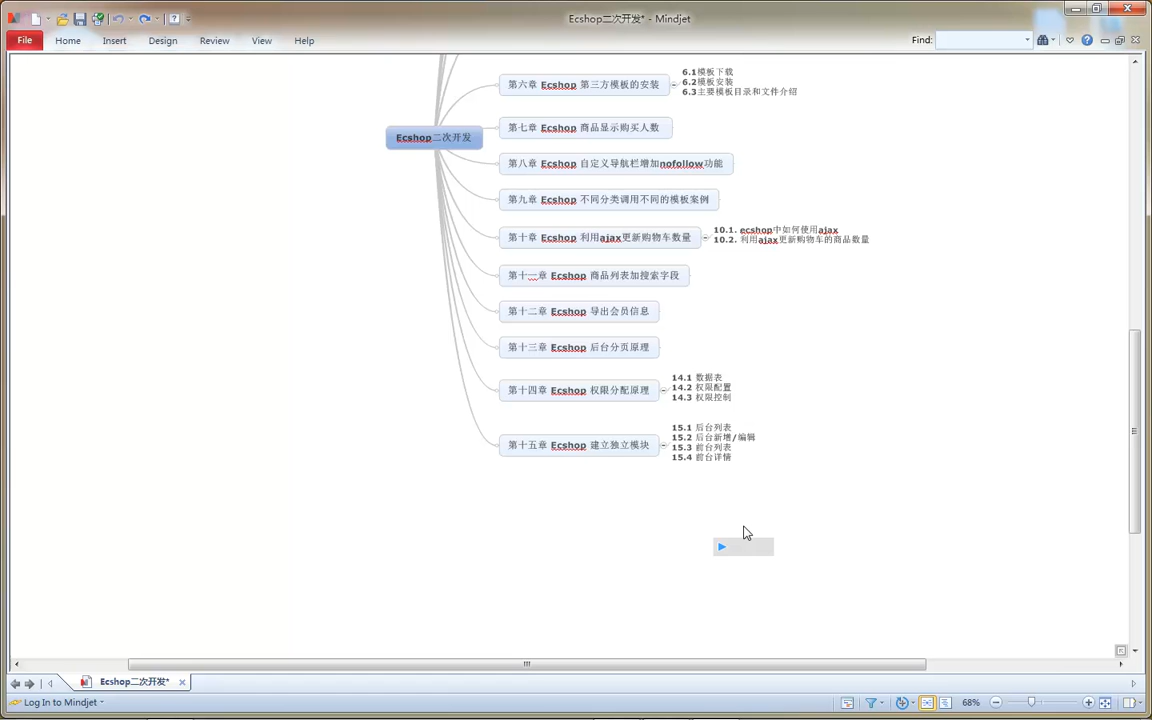 Ecshop二次开发* - Mindjet
File
Home
Insert
Design
Review
View
Help
Find:
6.1模板下载
第六章 Ecshop 第三方模板的安装
6.2模板安装
6.3主要模板目录和文件介绍
第七章 Ecshop 商品显示购买人数
Ecshop二次开发
第八章 Ecshop 自定义导航栏增加nofollow功能
第九章 Ecshop 不同分类调用不同的模板案例
10.1. ecshop中如何使用ajax
第十章 Ecshop 利用ajax更新购物车数量
10.2. 利用ajax更新购物车的商品数量
第十一章 Ecshop 商品列表加搜索字段
第十二章 Ecshop 导出会员信息
第十三章 Ecshop 后台分页原理
14.1 数据表
第十四章 Ecshop 权限分配原理
14.2 权限配置
14.3 权限控制
15.1 后台列表
15.2 后台新增/编辑
第十五章 Ecshop 建立独立模块
15.3 前台列表
15.4 前台详情
Ecshop二次开发*
Log In to Mindjet
68%